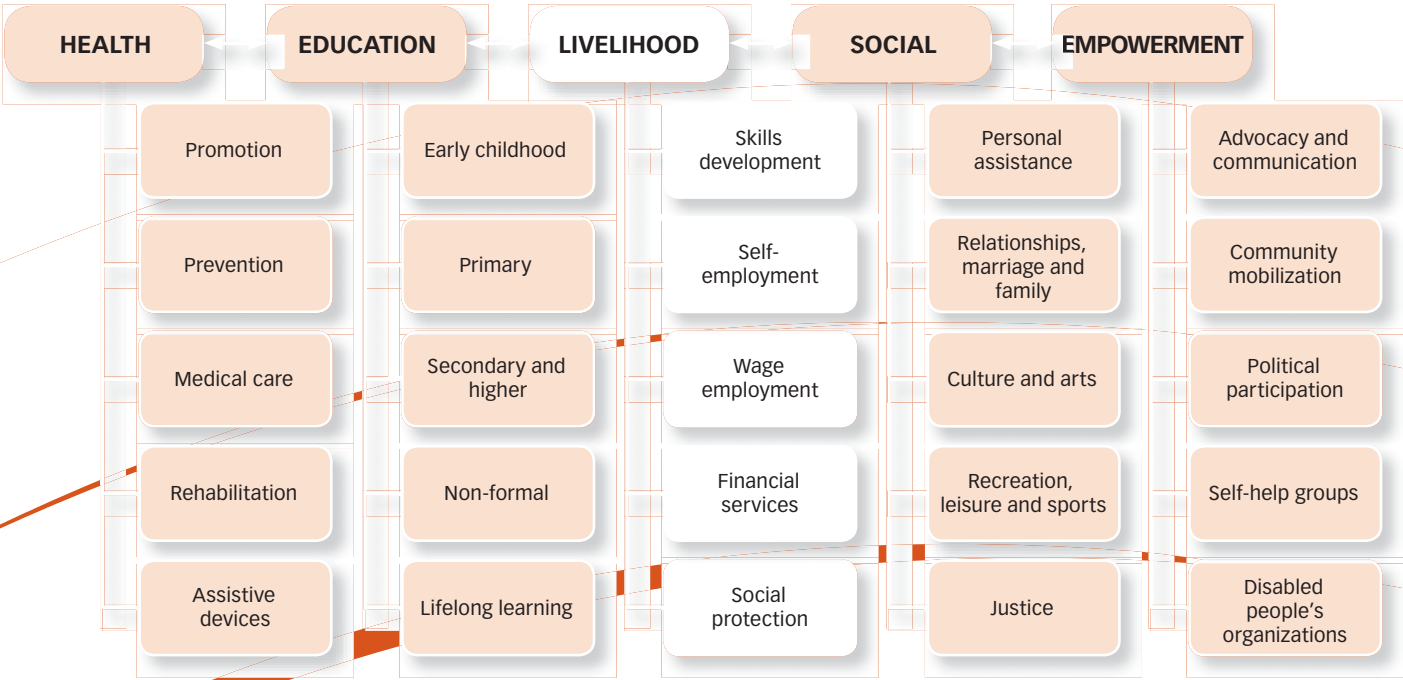 HEALTH
EDUCATION
LIVELIHOOD
SOCIAL
EMPOWERMENT
Promotion
Prevention
Medical care
Rehabilitation
Assistive
devices
Early childhood
Primary
Secondary and
higher
Non-formal
Lifelong learning
Skills
development
Self-
employment
Wage
employment
Financial
services
Social
protection
Personal
assistance
Relationships,
marriage and
family
Culture and arts
Recreation,
leisure and sports
Justice
Advocacy and
communication
Community
mobilization
Political
participation
Self-help groups
Disabled
people's
organizations